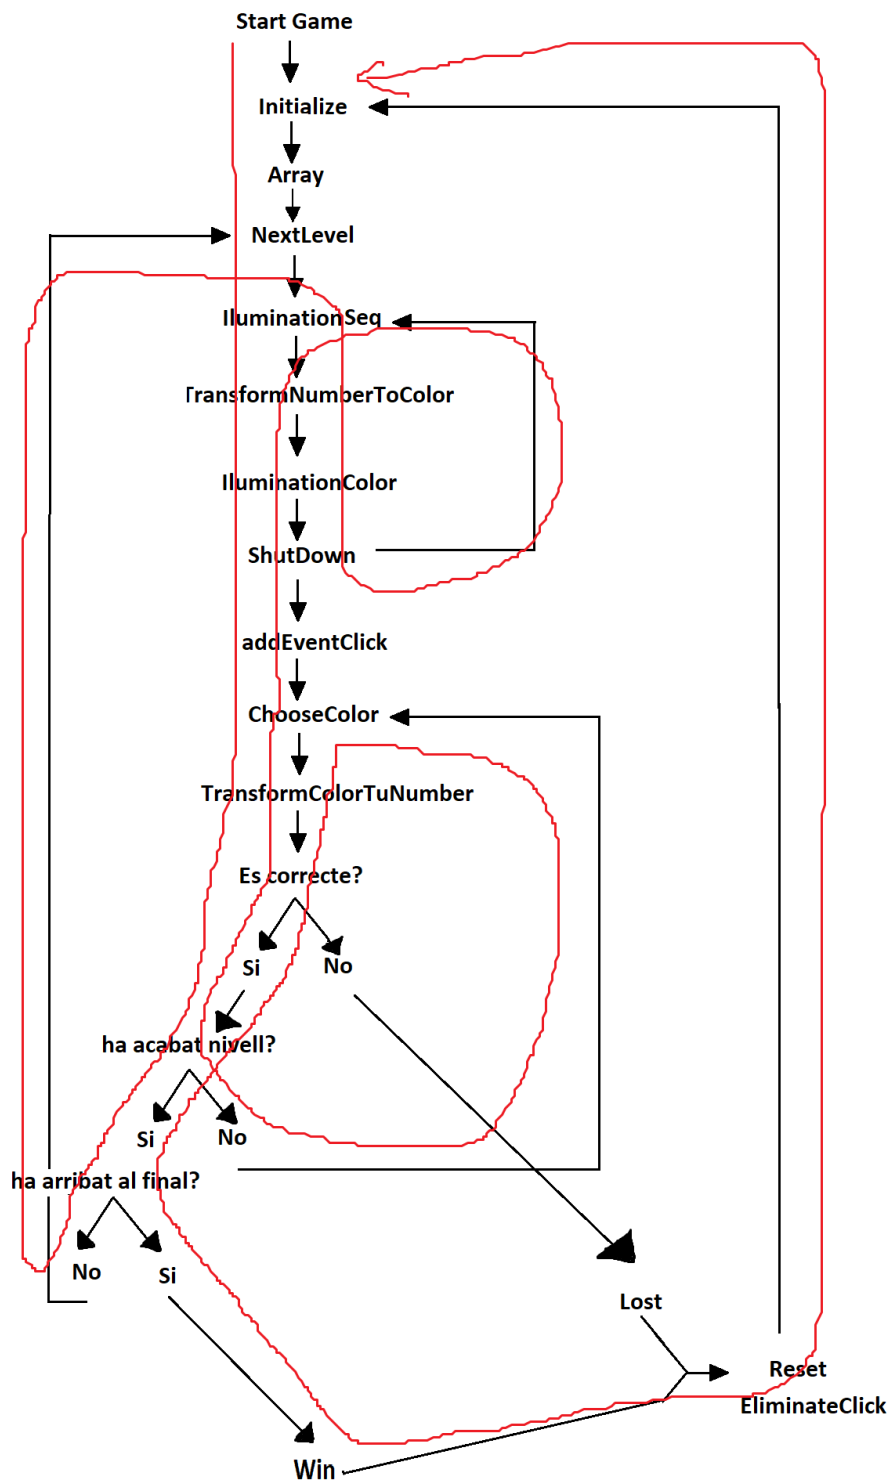 Start Game
Initialize
Array
NextLevel
IluminationSeq
TransformNumberToColor
IluminationColor
ShutDown
addEventClick
ChooseColor
TransformColorTuNumber
Es correcte?
Si
No
ha acabat nivell?
Si
No
ha arribat al final?
No
Si
Lost
Reset
EliminateClick
Win